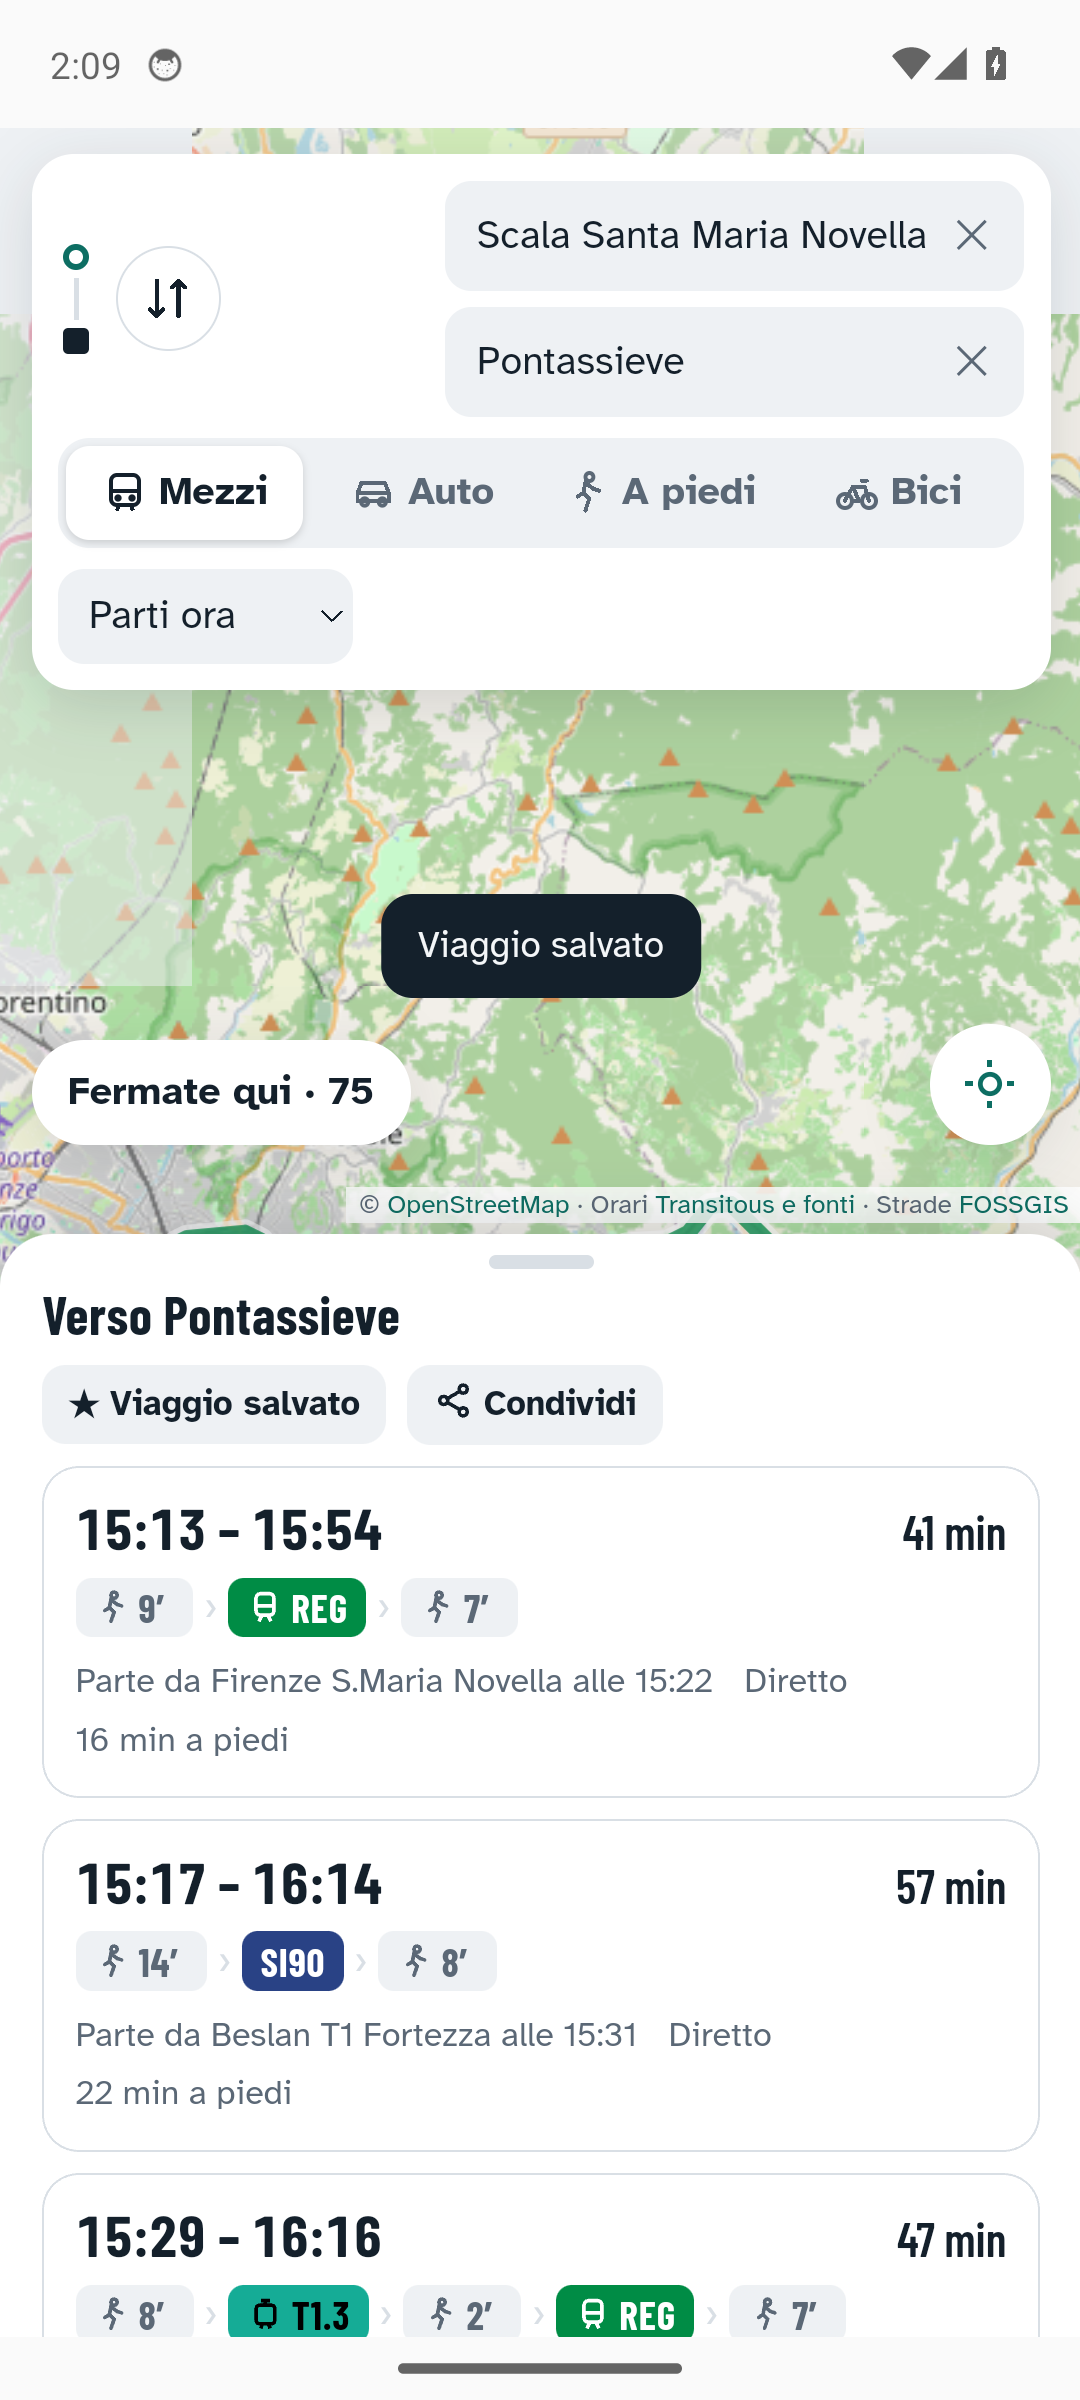 2:09
Scala Santa Maria Novella
Pontassieve
Mezzi
Auto
A piedi
Bici
Parti ora
Viaggio salvato
orentino
Fermate qui · 75
porto
nze
rigo
© OpenStreetMap · Orari Transitous e fonti · Strade FOSSGIS
Verso Pontassieve
★ Viaggio salvato
Condividi
15:13 – 15:54
41 min
9′ › REG › 7′
Parte da Firenze S.Maria Novella alle 15:22 Diretto
16 min a piedi
15:17 – 16:14
57 min
14′ › SI90 › 8′
Parte da Beslan T1 Fortezza alle 15:31 Diretto
22 min a piedi
15:29 – 16:16
47 min
8′ › T1.3 › 2′ › REG › 7′